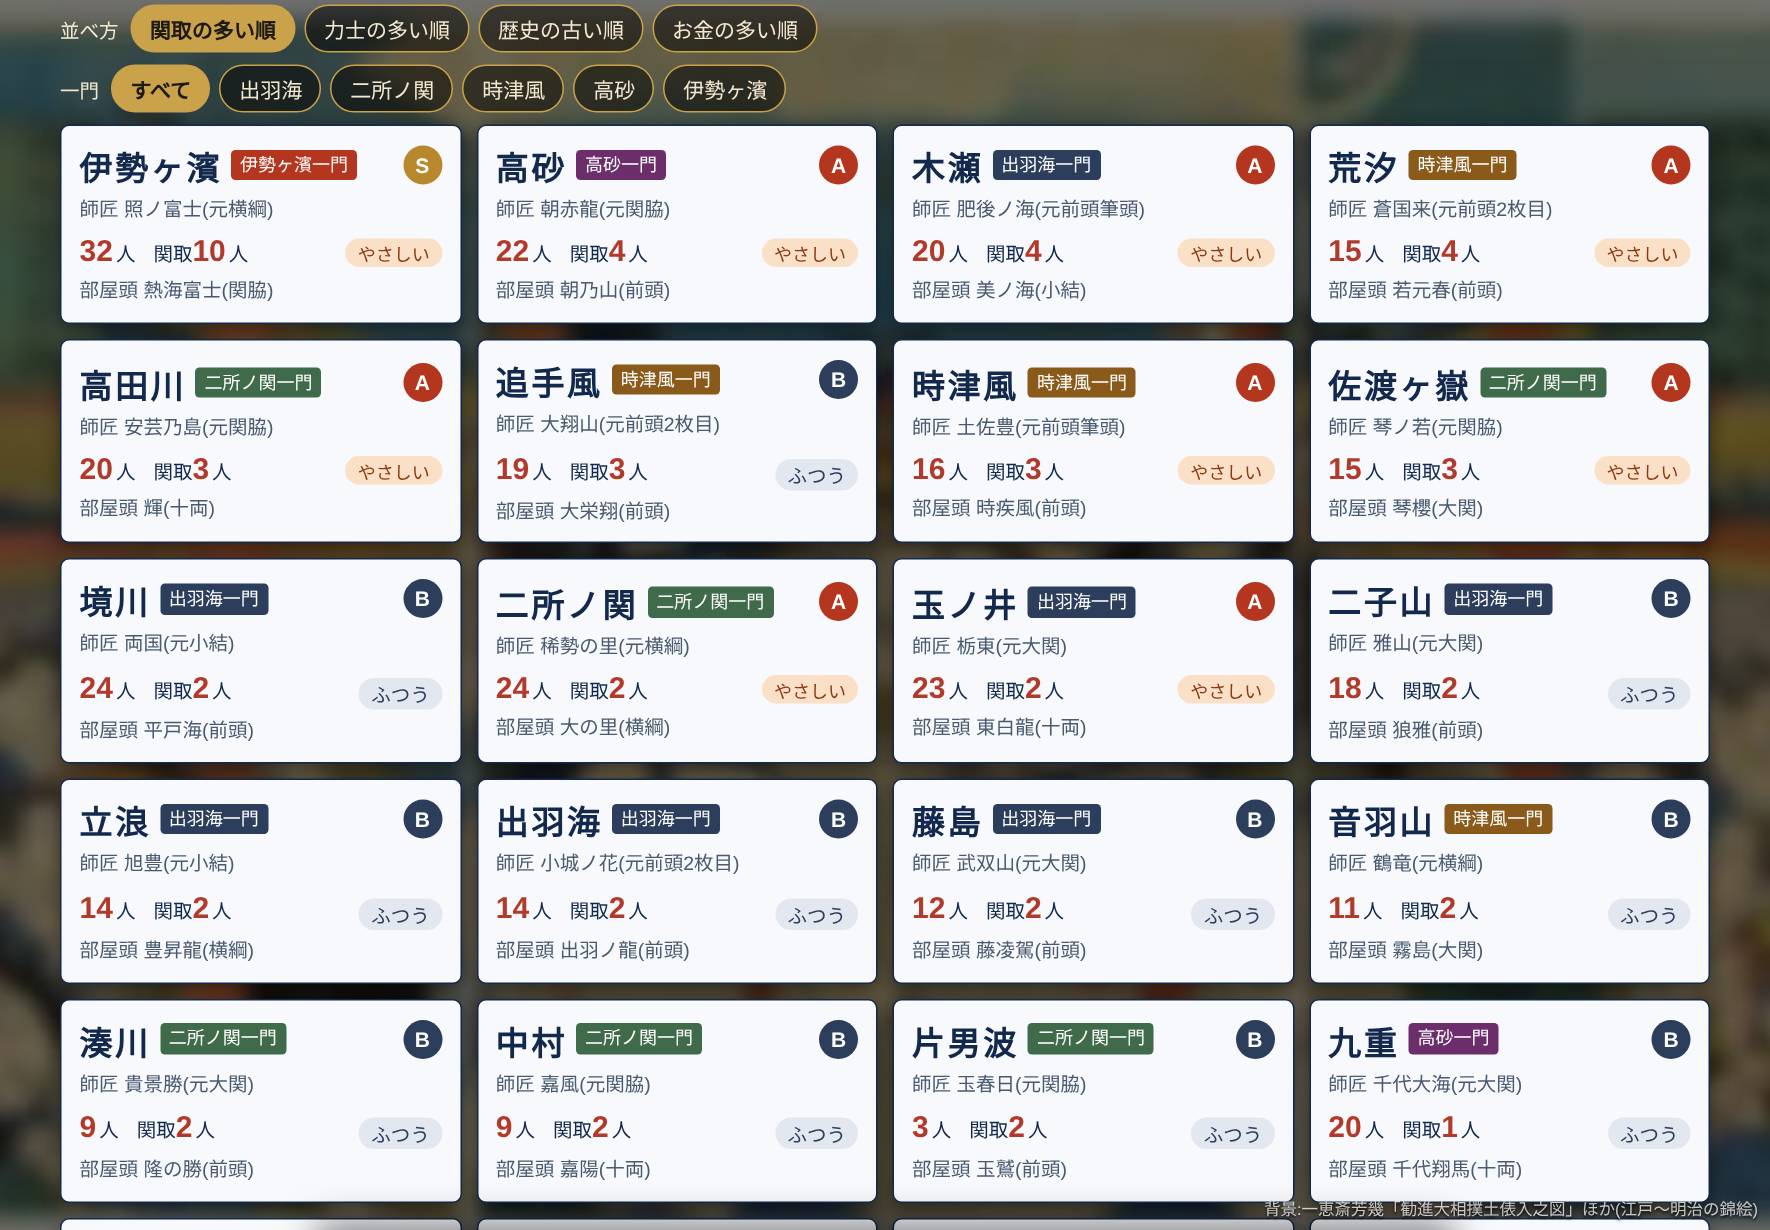 並べ方 関取の多い順 力士の多い順 歴史の古い順 お金の多い順
一門 すべて 出羽海 二所ノ関 時津風 高砂 伊勢ヶ濱
伊勢ヶ濱 伊勢ヶ濱一門 S
師匠 照ノ富士(元横綱)
32人 関取10人 やさしい
部屋頭 熱海富士(関脇)
高砂 高砂一門 A
師匠 朝赤龍(元関脇)
22人 関取4人 やさしい
部屋頭 朝乃山(前頭)
木瀬 出羽海一門 A
師匠 肥後ノ海(元前頭筆頭)
20人 関取4人 やさしい
部屋頭 美ノ海(小結)
荒汐 時津風一門 A
師匠 蒼国来(元前頭2枚目)
15人 関取4人 やさしい
部屋頭 若元春(前頭)
高田川 二所ノ関一門 A
師匠 安芸乃島(元関脇)
20人 関取3人 やさしい
部屋頭 輝(十両)
追手風 時津風一門 B
師匠 大翔山(元前頭2枚目)
19人 関取3人 ふつう
部屋頭 大栄翔(前頭)
時津風 時津風一門 A
師匠 土佐豊(元前頭筆頭)
16人 関取3人 やさしい
部屋頭 時疾風(前頭)
佐渡ヶ嶽 二所ノ関一門 A
師匠 琴ノ若(元関脇)
15人 関取3人 やさしい
部屋頭 琴櫻(大関)
境川 出羽海一門 B
師匠 両国(元小結)
24人 関取2人 ふつう
部屋頭 平戸海(前頭)
二所ノ関 二所ノ関一門 A
師匠 稀勢の里(元横綱)
24人 関取2人 やさしい
部屋頭 大の里(横綱)
玉ノ井 出羽海一門 A
師匠 栃東(元大関)
23人 関取2人 やさしい
部屋頭 東白龍(十両)
二子山 出羽海一門 B
師匠 雅山(元大関)
18人 関取2人 ふつう
部屋頭 狼雅(前頭)
立浪 出羽海一門 B
師匠 旭豊(元小結)
14人 関取2人 ふつう
部屋頭 豊昇龍(横綱)
出羽海 出羽海一門 B
師匠 小城ノ花(元前頭2枚目)
14人 関取2人 ふつう
部屋頭 出羽ノ龍(前頭)
藤島 出羽海一門 B
師匠 武双山(元大関)
12人 関取2人 ふつう
部屋頭 藤凌駕(前頭)
音羽山 時津風一門 B
師匠 鶴竜(元横綱)
11人 関取2人 ふつう
部屋頭 霧島(大関)
湊川 二所ノ関一門 B
師匠 貴景勝(元大関)
9人 関取2人 ふつう
部屋頭 隆の勝(前頭)
中村 二所ノ関一門 B
師匠 嘉風(元関脇)
9人 関取2人 ふつう
部屋頭 嘉陽(十両)
片男波 二所ノ関一門 B
師匠 玉春日(元関脇)
3人 関取2人 ふつう
部屋頭 玉鷲(前頭)
九重 高砂一門 B
師匠 千代大海(元大関)
20人 関取1人 ふつう
部屋頭 千代翔馬(十両)
背景:一恵斎芳幾「勧進大相撲土俵入之図」ほか(江戸〜明治の錦絵)